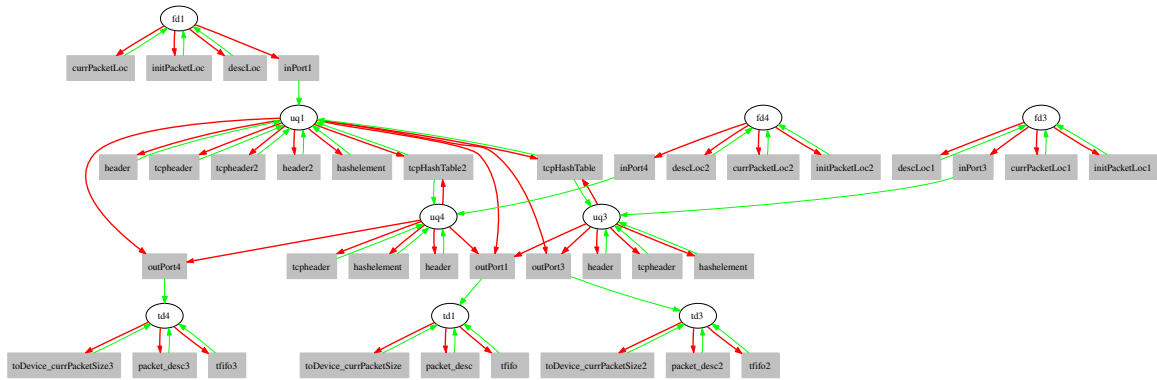 fd1
currPacketLoc
initPacketLoc
descLoc
inPort1
uq1
fd4
fd3
header
tcpheader
tcpheader2
header2
hashelement
tcpHashTable2
tcpHashTable
inPort4
descLoc2
currPacketLoc2
initPacketLoc2
descLoc1
inPort3
currPacketLoc1
initPacketLoc1
uq4
uq3
outPort4
tcpheader
hashelement
header
outPort1
outPort3
header
tcpheader
hashelement
td4
td1
td3
toDevice_currPacketSize3
packet_desc3
tfifo3
toDevice_currPacketSize
packet_desc
tfifo
toDevice_currPacketSize2
packet_desc2
tfifo2